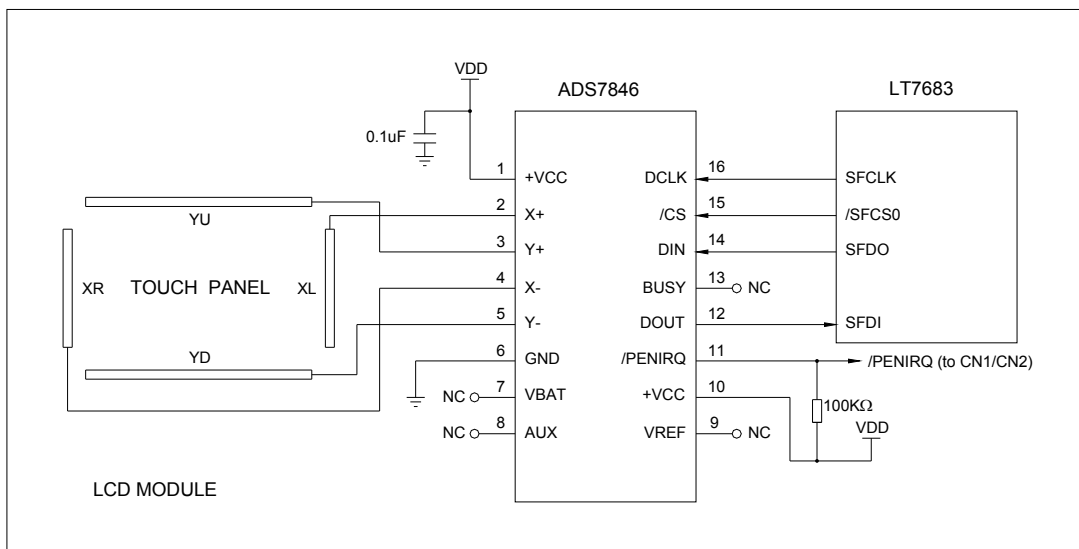 VDD
ADS7846
LT7683
0.1uF
1 +VCC DCLK 16 SFCLK
2 X+ /CS 15 /SFCS0
YU
3 Y+ DIN 14 SFDO
XR TOUCH PANEL XL
4 X- BUSY 13 NC
5 Y- DOUT 12 SFDI
YD
6 GND /PENIRQ 11 /PENIRQ (to CN1/CN2)
NC 7 VBAT +VCC 10
100KΩ
VDD
NC 8 AUX VREF 9 NC
LCD MODULE